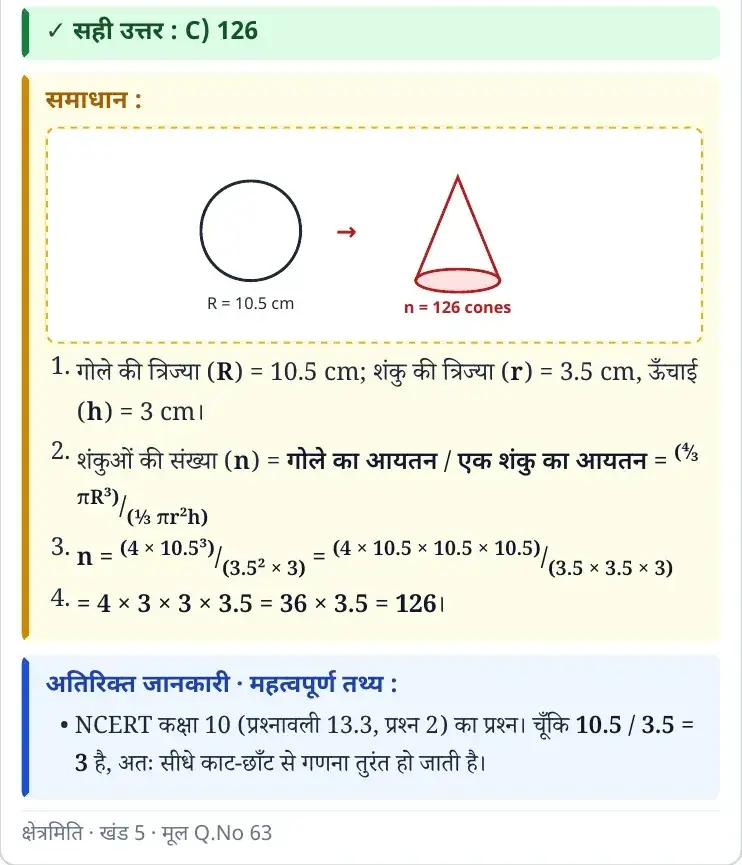 ✓ सही उत्तर : C) 126
समाधान :
R = 10.5 cm
→
n = 126 cones
1. गोले की त्रिज्या (R) = 10.5 cm; शंकु की त्रिज्या (r) = 3.5 cm, ऊँचाई
(h) = 3 cm।
2. शंकुओं की संख्या (n) = गोले का आयतन / एक शंकु का आयतन = (⁴⁄₃
πR³)/(⅓ πr²h)
3. n = (4 × 10.5³)/(3.5² × 3) = (4 × 10.5 × 10.5 × 10.5)/(3.5 × 3.5 × 3)
4. = 4 × 3 × 3 × 3.5 = 36 × 3.5 = 126।
अतिरिक्त जानकारी · महत्वपूर्ण तथ्य :
• NCERT कक्षा 10 (प्रश्नावली 13.3, प्रश्न 2) का प्रश्न। चूँकि 10.5 / 3.5 =
3 है, अतः सीधे काट-छाँट से गणना तुरंत हो जाती है।
क्षेत्रमिति · खंड 5 · मूल Q.No 63